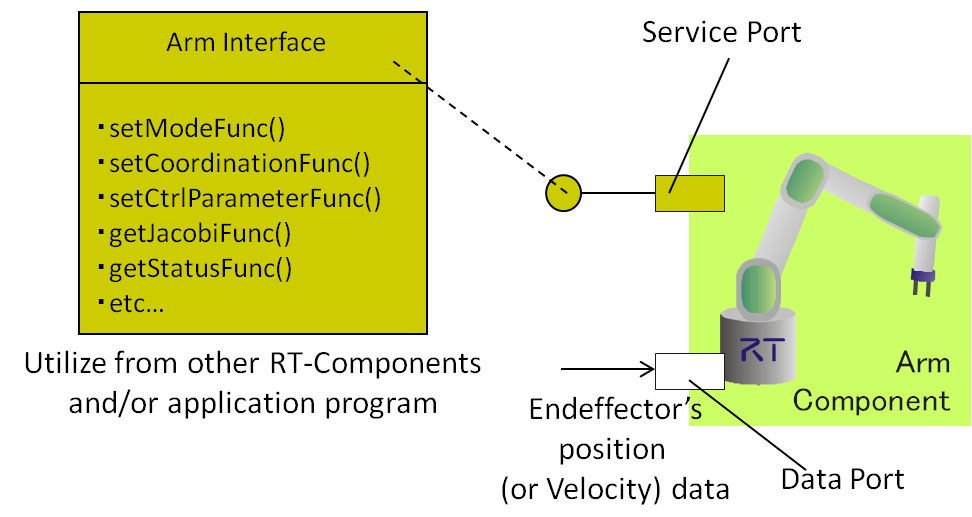 Arm Interface
・setModeFunc()
・setCoordinationFunc()
・setCtrlParameterFunc()
・getJacobiFunc()
・getStatusFunc()
・etc...
Utilize from other RT-Components
and/or application program
Service Port
RT
Arm
Component
Endeffector’s
position
(or Velocity) data
Data Port